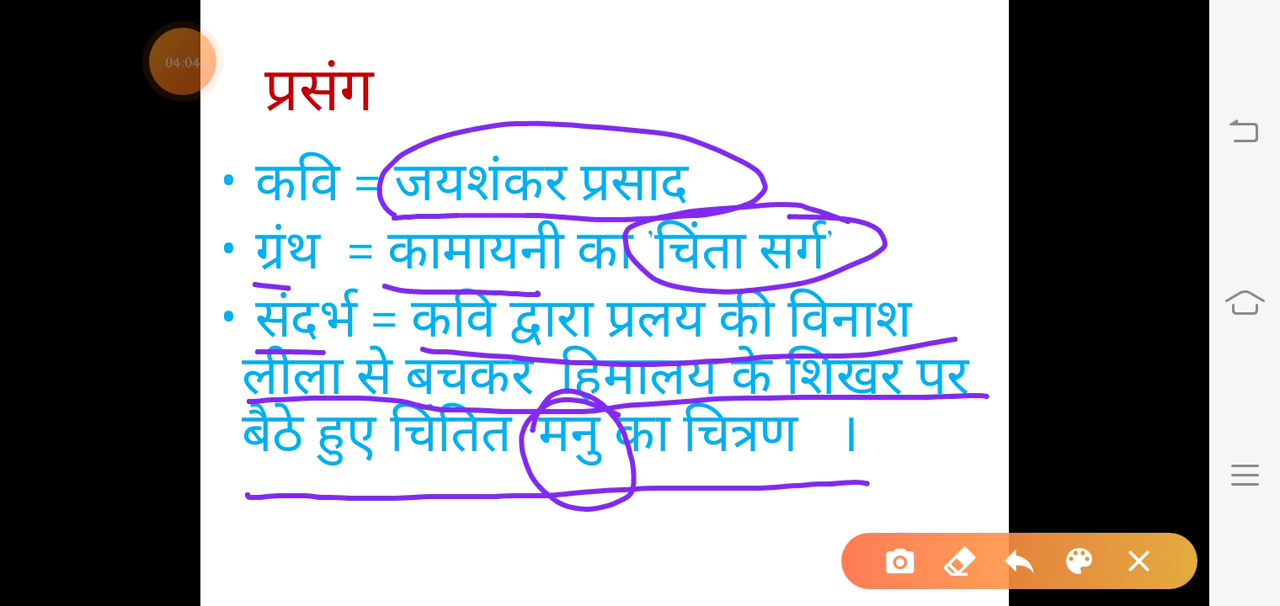 04:04
प्रसंग
• कवि = जयशंकर प्रसाद
• ग्रंथ = कामायनी का 'चिंता सर्ग'
• संदर्भ = कवि द्वारा प्रलय की विनाश
लीला से बचकर हिमालय के शिखर पर
बैठे हुए चिंतित मनु का चित्रण ।